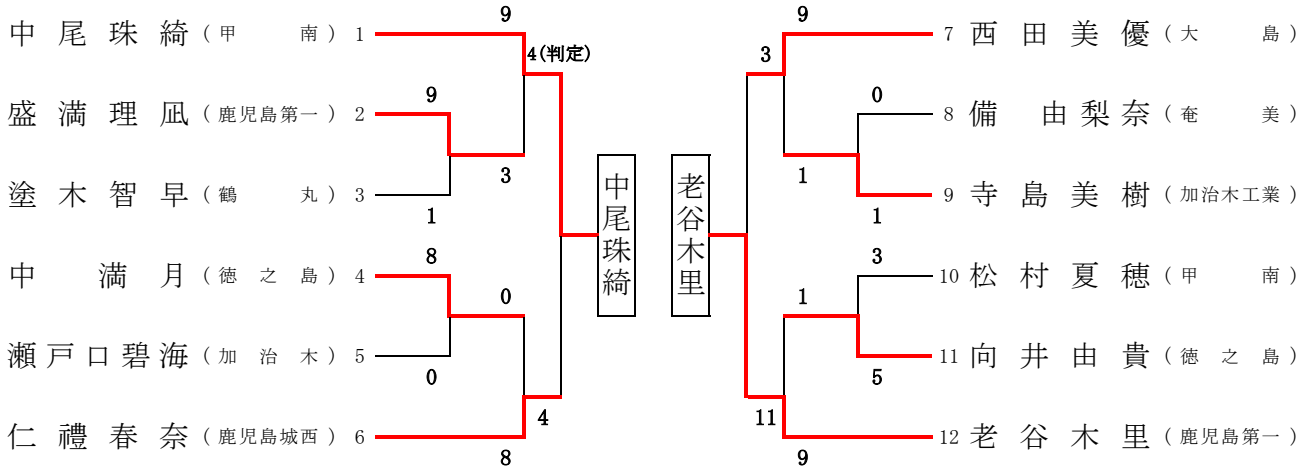 9
9
中尾珠綺 (甲南) 1
7 西田美優 (大島)
4(判定)
3
9
0
盛満理凪 (鹿児島第一) 2
8 備由梨奈 (奄美)
3
1
塗木智早 (鶴丸) 3
9 寺島美樹 (加治木工業)
1
1
中尾珠綺
老谷木里
8
3
中満月 (徳之島) 4
10 松村夏穂 (甲南)
0
1
瀬戸口碧海 (加治木) 5
11 向井由貴 (徳之島)
0
5
4
11
仁禮春奈 (鹿児島城西) 6
12 老谷木里 (鹿児島第一)
8
9